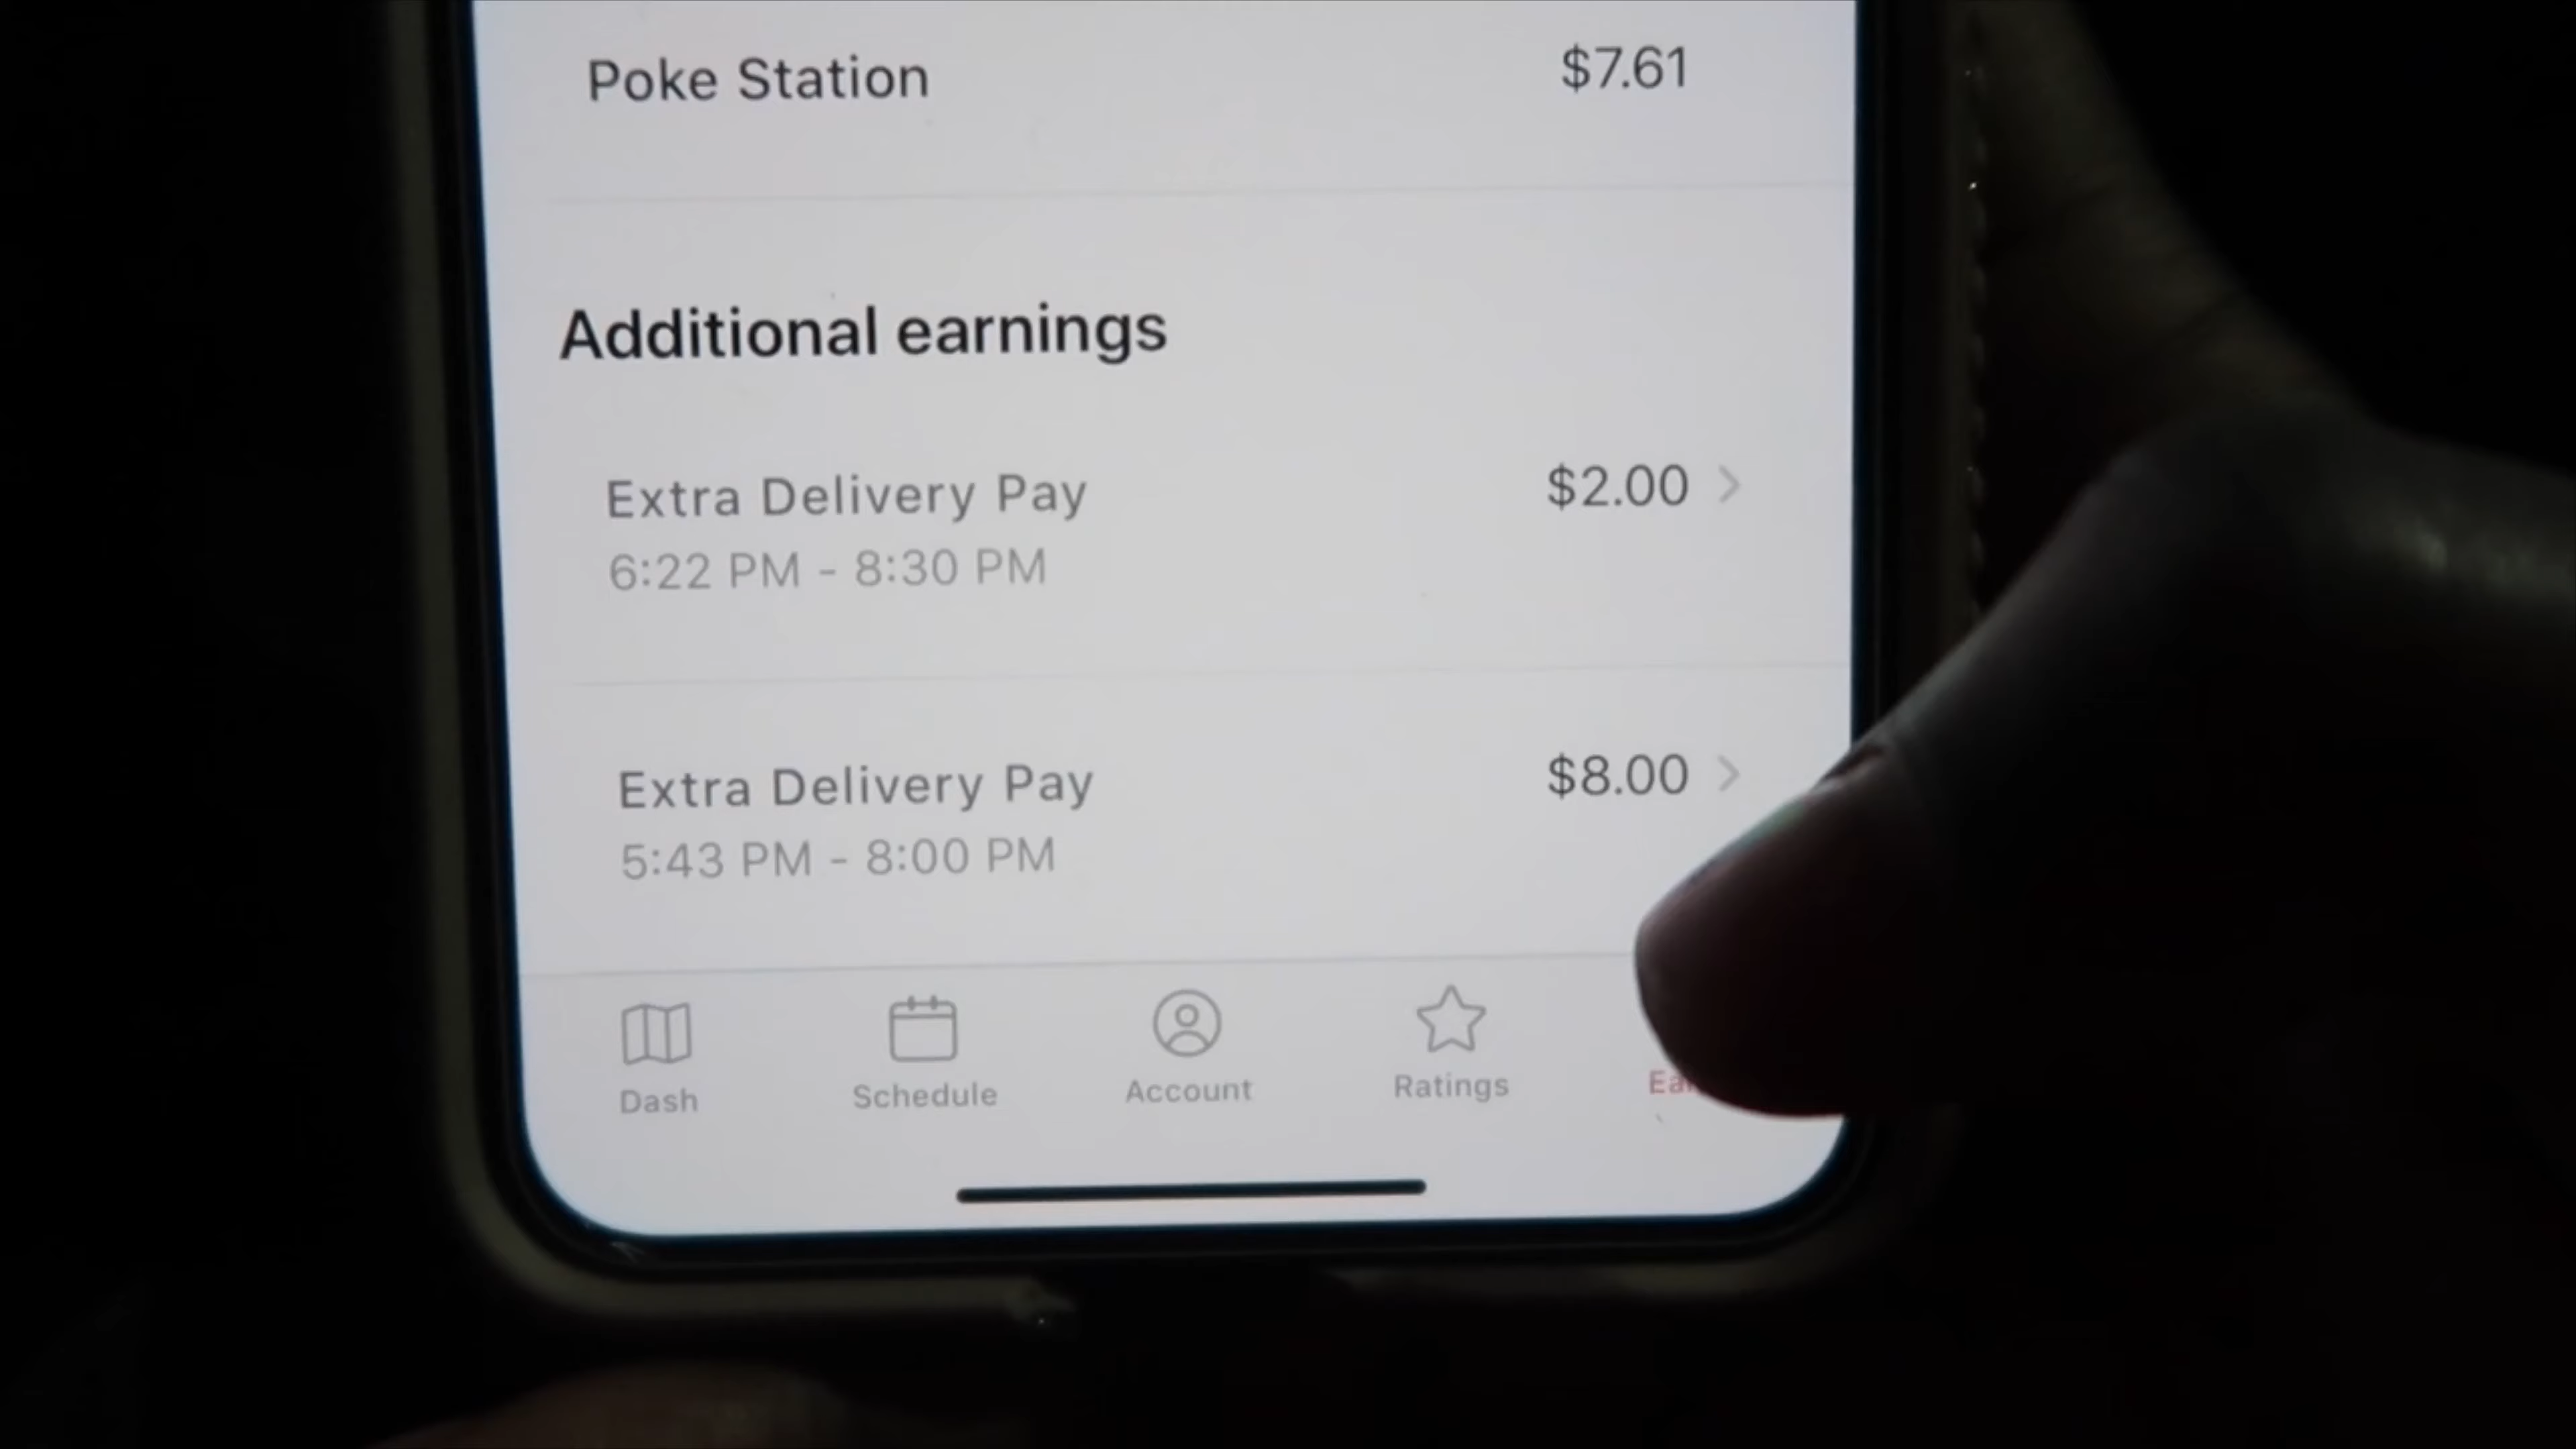 Poke Station $7.61
Additional earnings
Extra Delivery Pay $2.00
6:22 PM - 8:30 PM
Extra Delivery Pay $8.00
5:43 PM - 8:00 PM
Dash Schedule Account Ratings